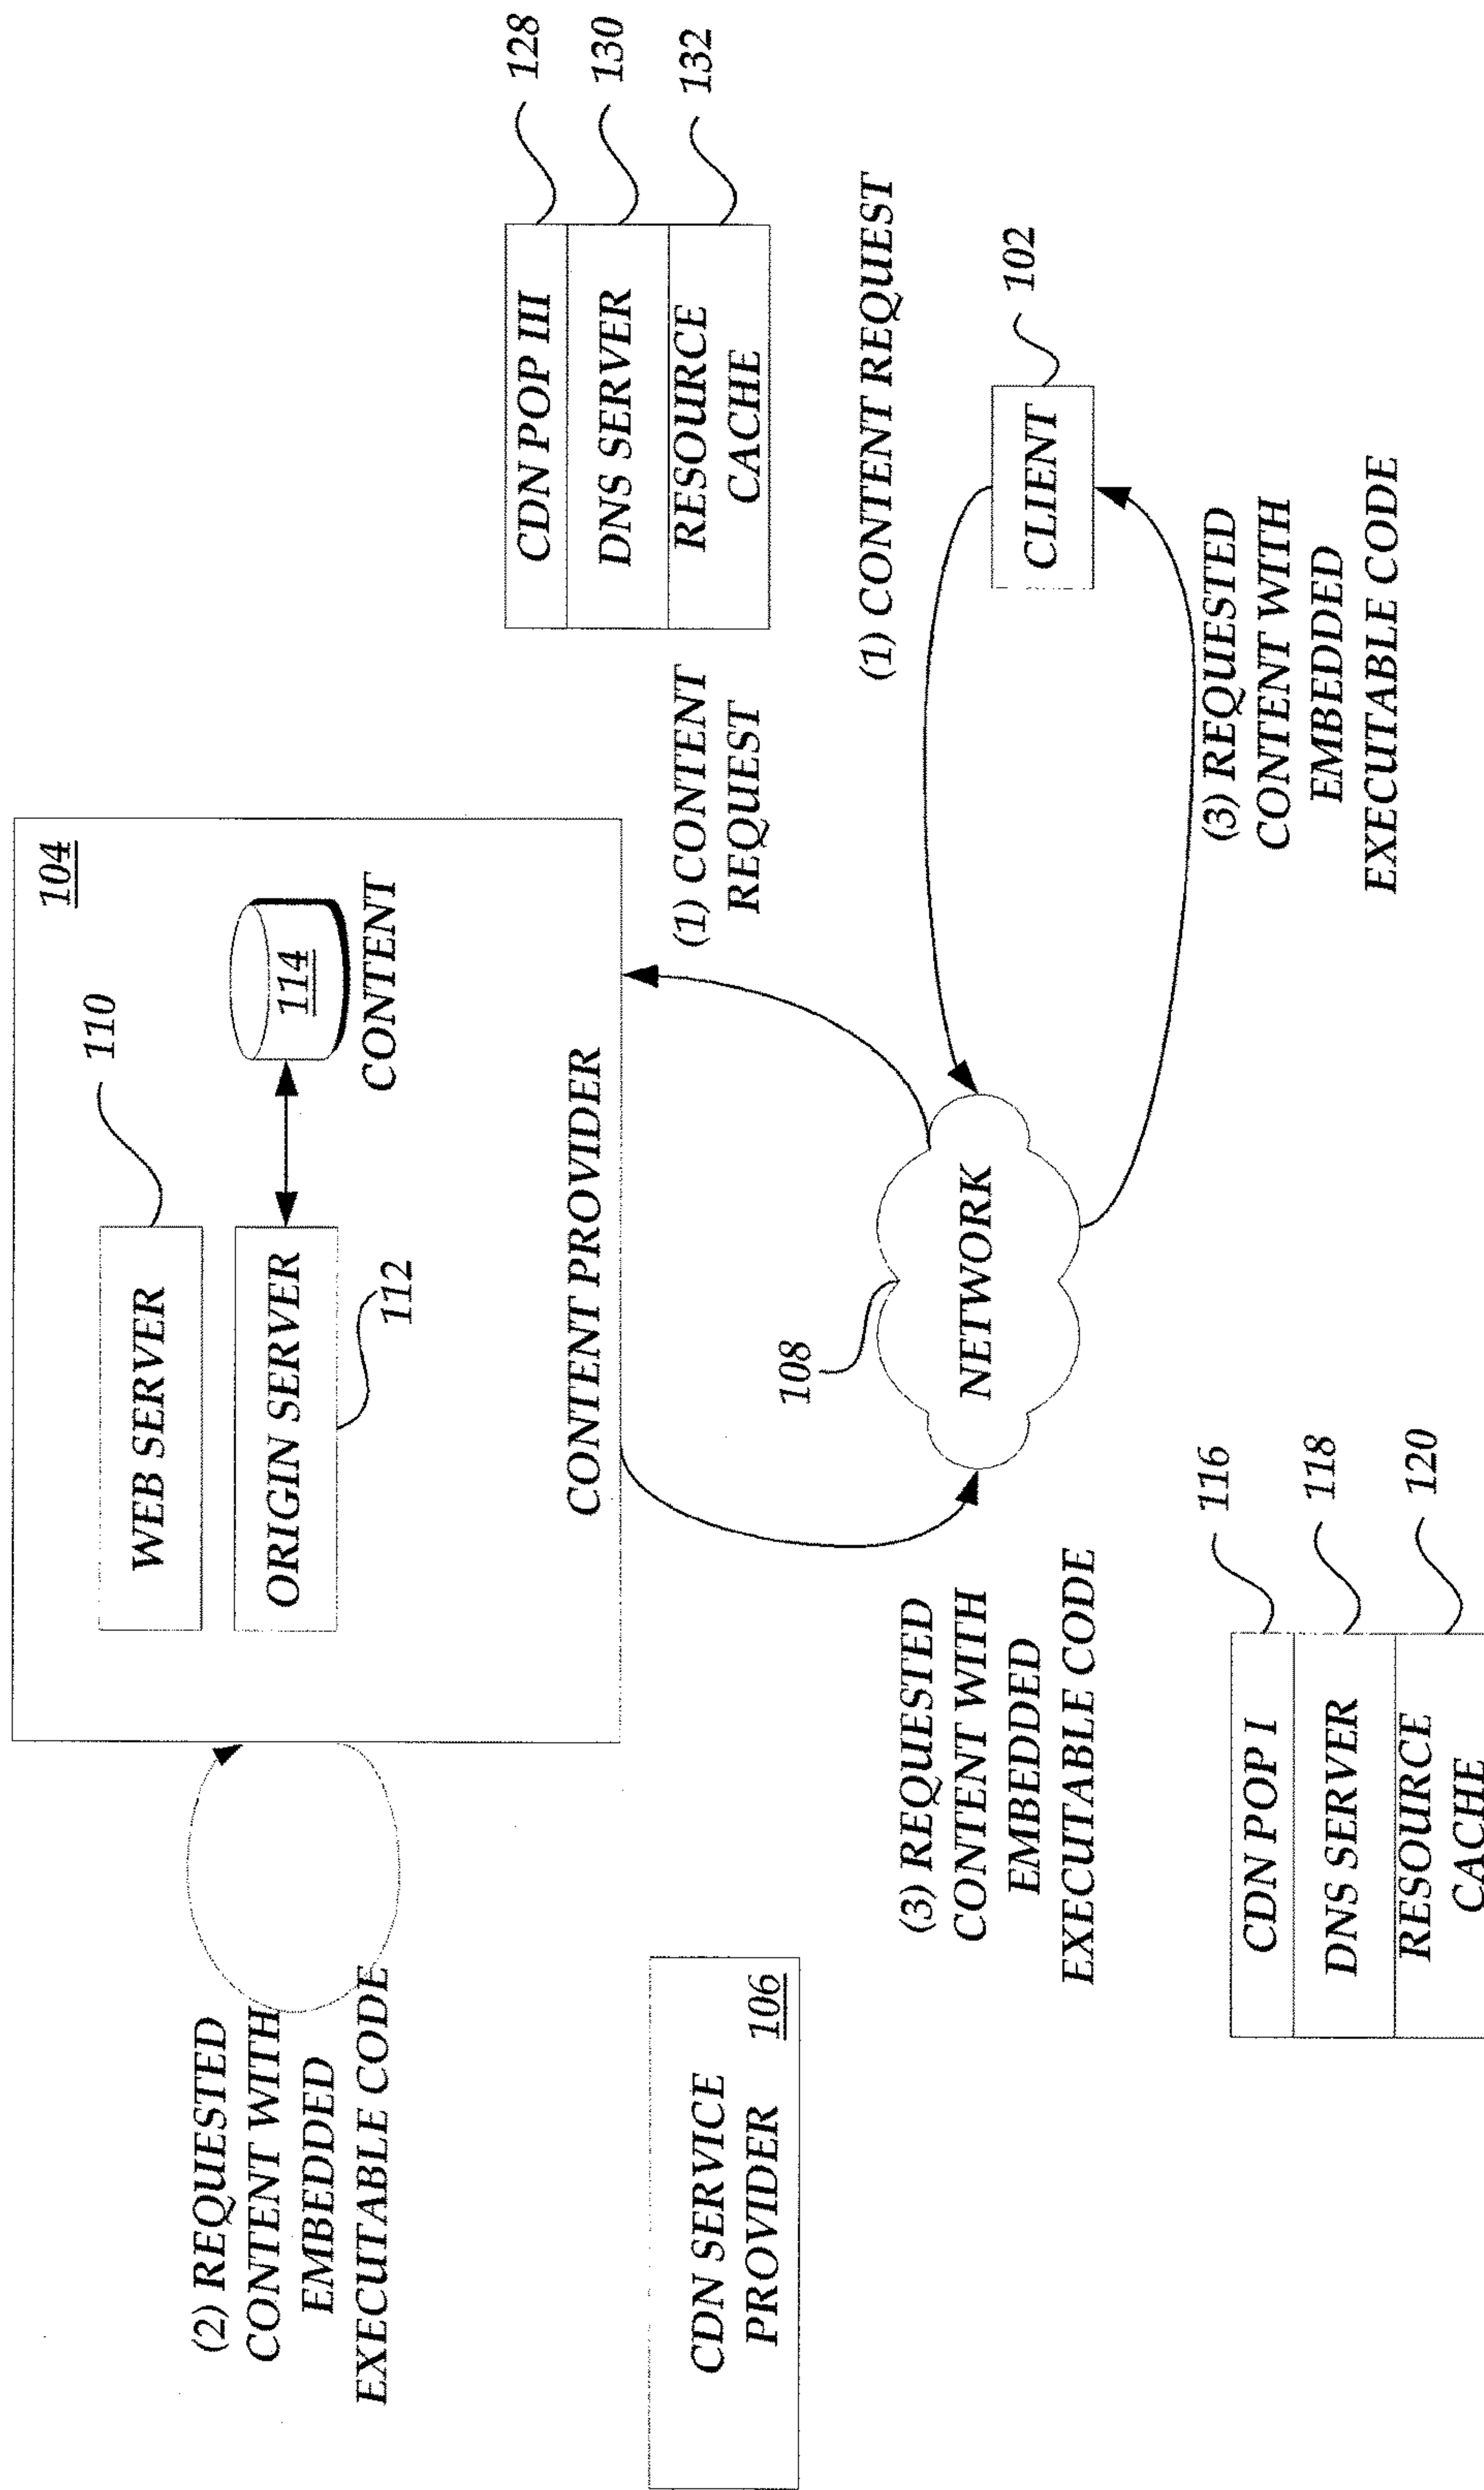 104
WEB SERVER
110
ORIGIN SERVER
112
114
CONTENT
CONTENT PROVIDER
(2) REQUESTED
CONTENT WITH
EMBEDDED
EXECUTABLE CODE
CDN SERVICE
PROVIDER 106
(1) CONTENT
REQUEST
CDN POP III
128
DNS SERVER
130
RESOURCE
CACHE
132
108
NETWORK
(1) CONTENT REQUEST
CLIENT
102
(3) REQUESTED
CONTENT WITH
EMBEDDED
EXECUTABLE CODE
(3) REQUESTED
CONTENT WITH
EMBEDDED
EXECUTABLE CODE
CDN POP I
116
DNS SERVER
118
RESOURCE
CACHE
120